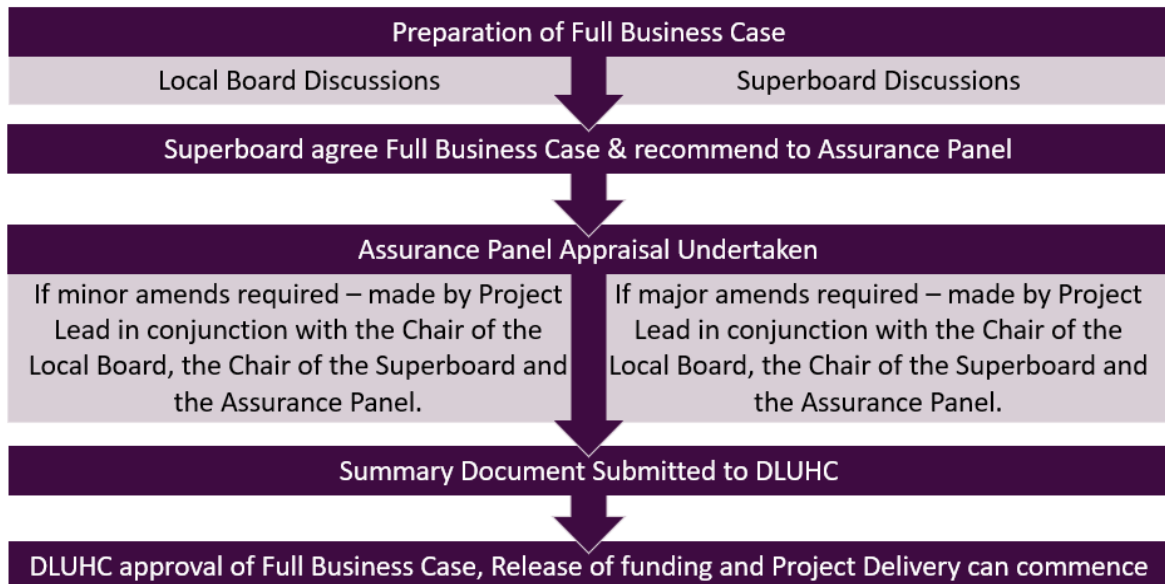 Preparation of Full Business Case
Local Board Discussions
Superboard Discussions
Superboard agree Full Business Case & recommend to Assurance Panel
Assurance Panel Appraisal Undertaken
If minor amends required – made by Project
Lead in conjunction with the Chair of the
Local Board, the Chair of the Superboard and
the Assurance Panel.
If major amends required – made by Project
Lead in conjunction with the Chair of the
Local Board, the Chair of the Superboard and
the Assurance Panel.
Summary Document Submitted to DLUHC
DLUHC approval of Full Business Case, Release of funding and Project Delivery can commence